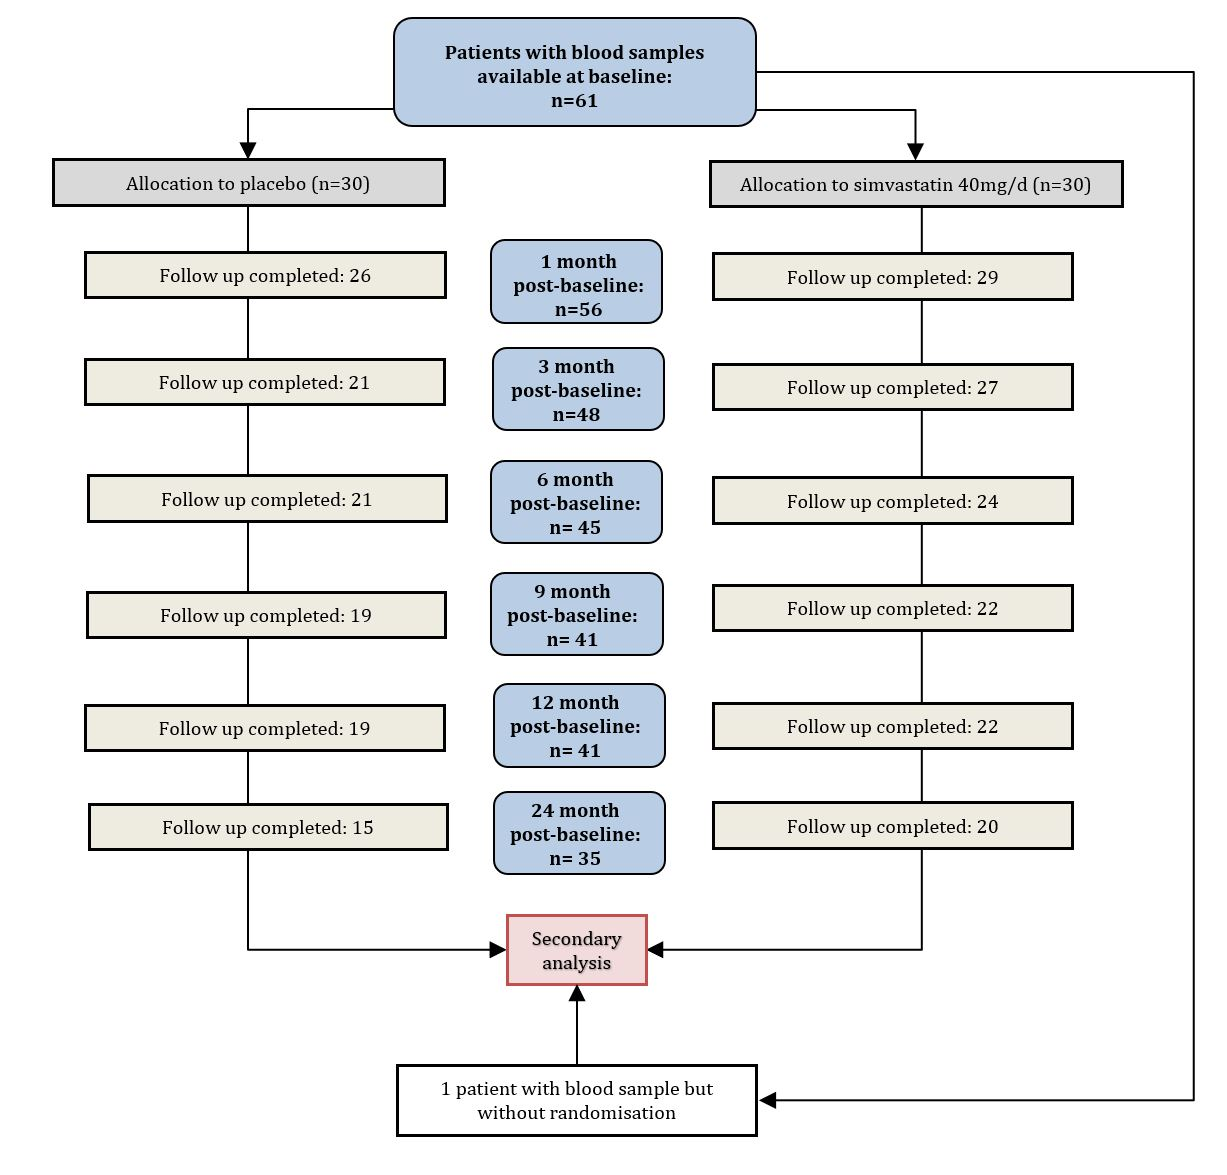 Patients with blood samples
available at baseline:
n=61
Allocation to placebo (n=30)
Allocation to simvastatin 40mg/d (n=30)
Follow up completed: 26
1 month
post-baseline:
n=56
Follow up completed: 29
Follow up completed: 21
3 month
post-baseline:
n=48
Follow up completed: 27
Follow up completed: 21
6 month
post-baseline:
n= 45
Follow up completed: 24
Follow up completed: 19
9 month
post-baseline:
n= 41
Follow up completed: 22
Follow up completed: 19
12 month
post-baseline:
n= 41
Follow up completed: 22
Follow up completed: 15
24 month
post-baseline:
n= 35
Follow up completed: 20
Secondary
analysis
1 patient with blood sample but
without randomisation